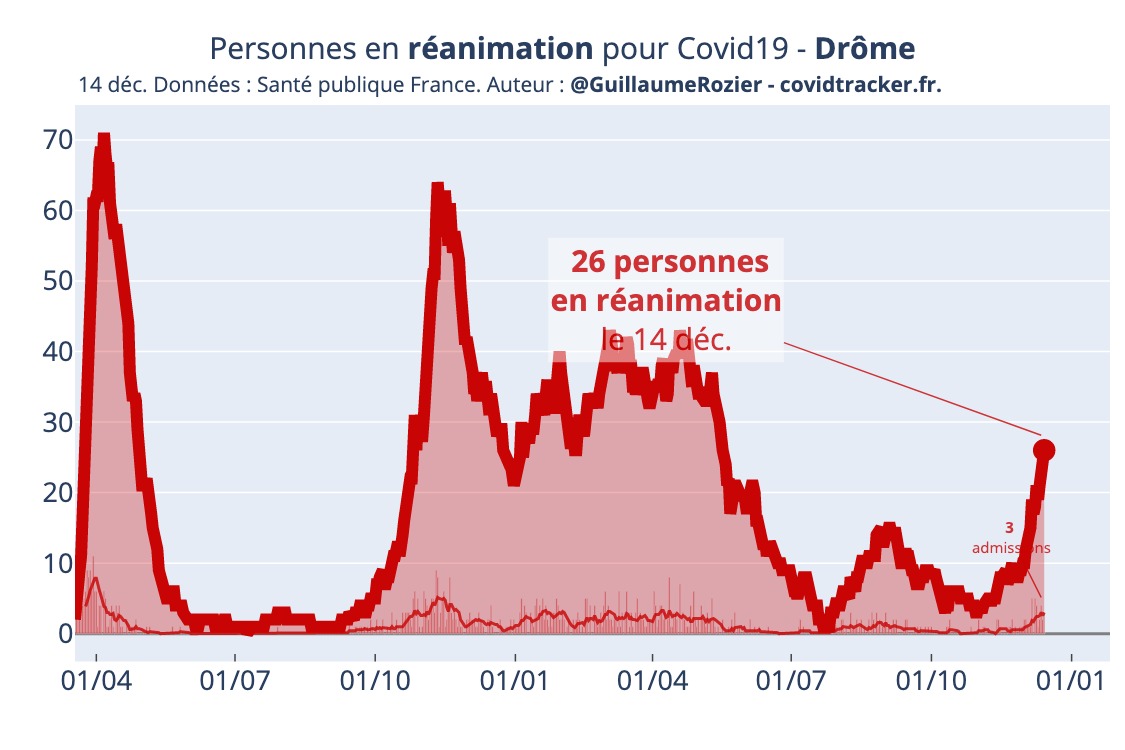 Personnes en réanimation pour Covid19 - Drôme
14 déc. Données : Santé publique France. Auteur : @GuillaumeRozier - covidtracker.fr.
70
60
50
40
30
20
10
0
26 personnes
en réanimation
le 14 déc.
3
admissions
01/04
01/07
01/10
01/01
01/04
01/07
01/10
01/01